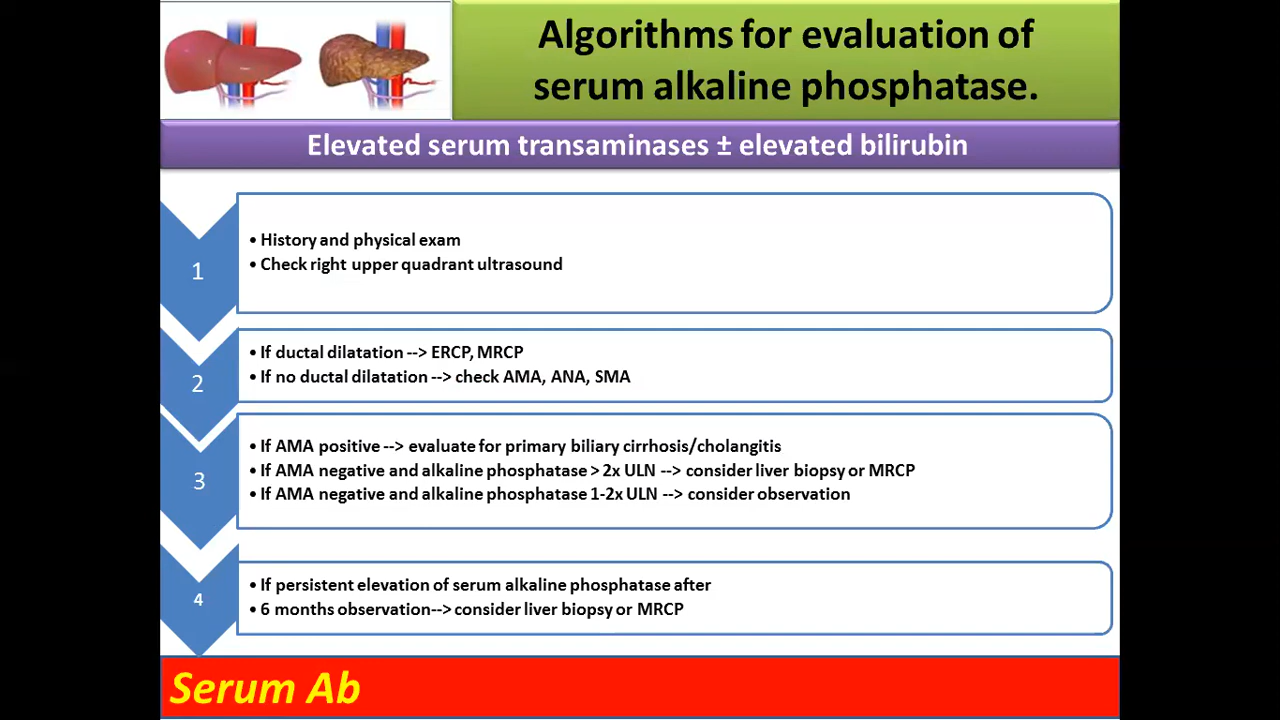 Algorithms for evaluation of
serum alkaline phosphatase.
Elevated serum transaminases ± elevated bilirubin
1
• History and physical exam
• Check right upper quadrant ultrasound
2
• If ductal dilatation --> ERCP, MRCP
• If no ductal dilatation --> check AMA, ANA, SMA
3
• If AMA positive --> evaluate for primary biliary cirrhosis/cholangitis
• If AMA negative and alkaline phosphatase > 2x ULN --> consider liver biopsy or MRCP
• If AMA negative and alkaline phosphatase 1-2x ULN --> consider observation
4
• If persistent elevation of serum alkaline phosphatase after
• 6 months observation--> consider liver biopsy or MRCP
Serum Ab